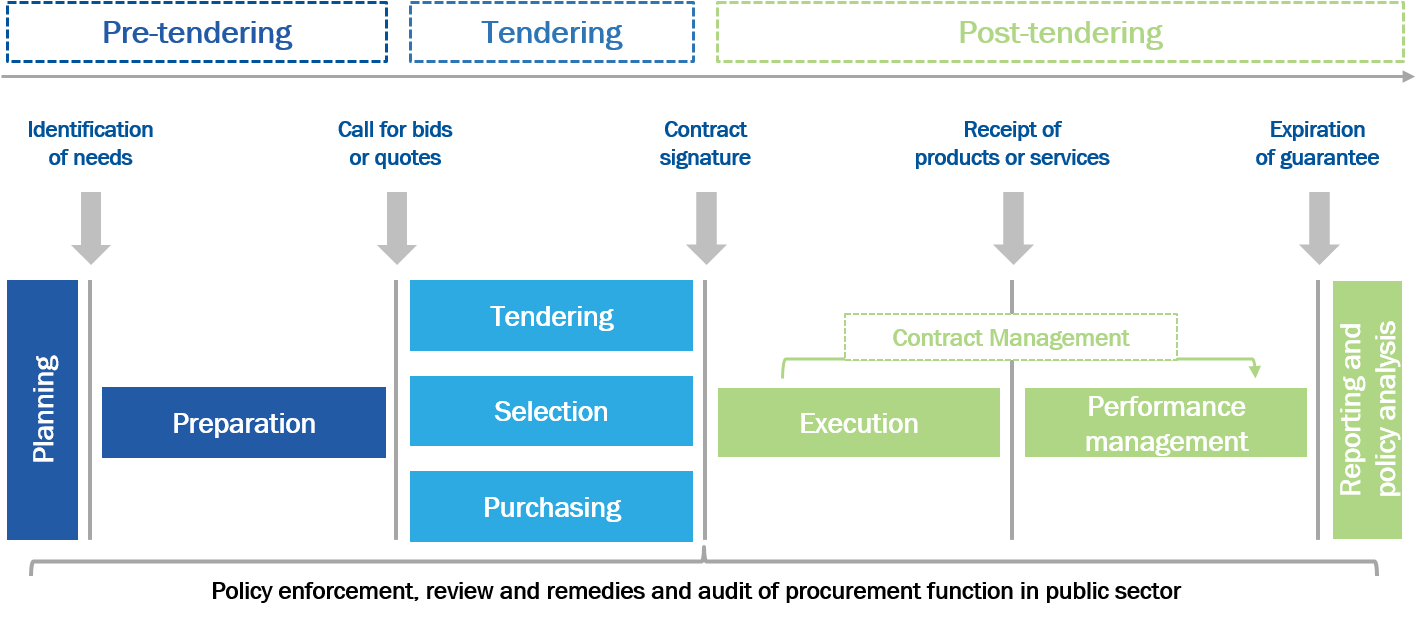 Pre-tendering
Tendering
Post-tendering
Identification
of needs
Call for bids
or quotes
Contract
signature
Receipt of
products or services
Expiration
of guarantee
Planning
Preparation
Tendering
Selection
Purchasing
Contract Management
Execution
Performance
management
Reporting and
policy analysis
Policy enforcement, review and remedies and audit of procurement function in public sector